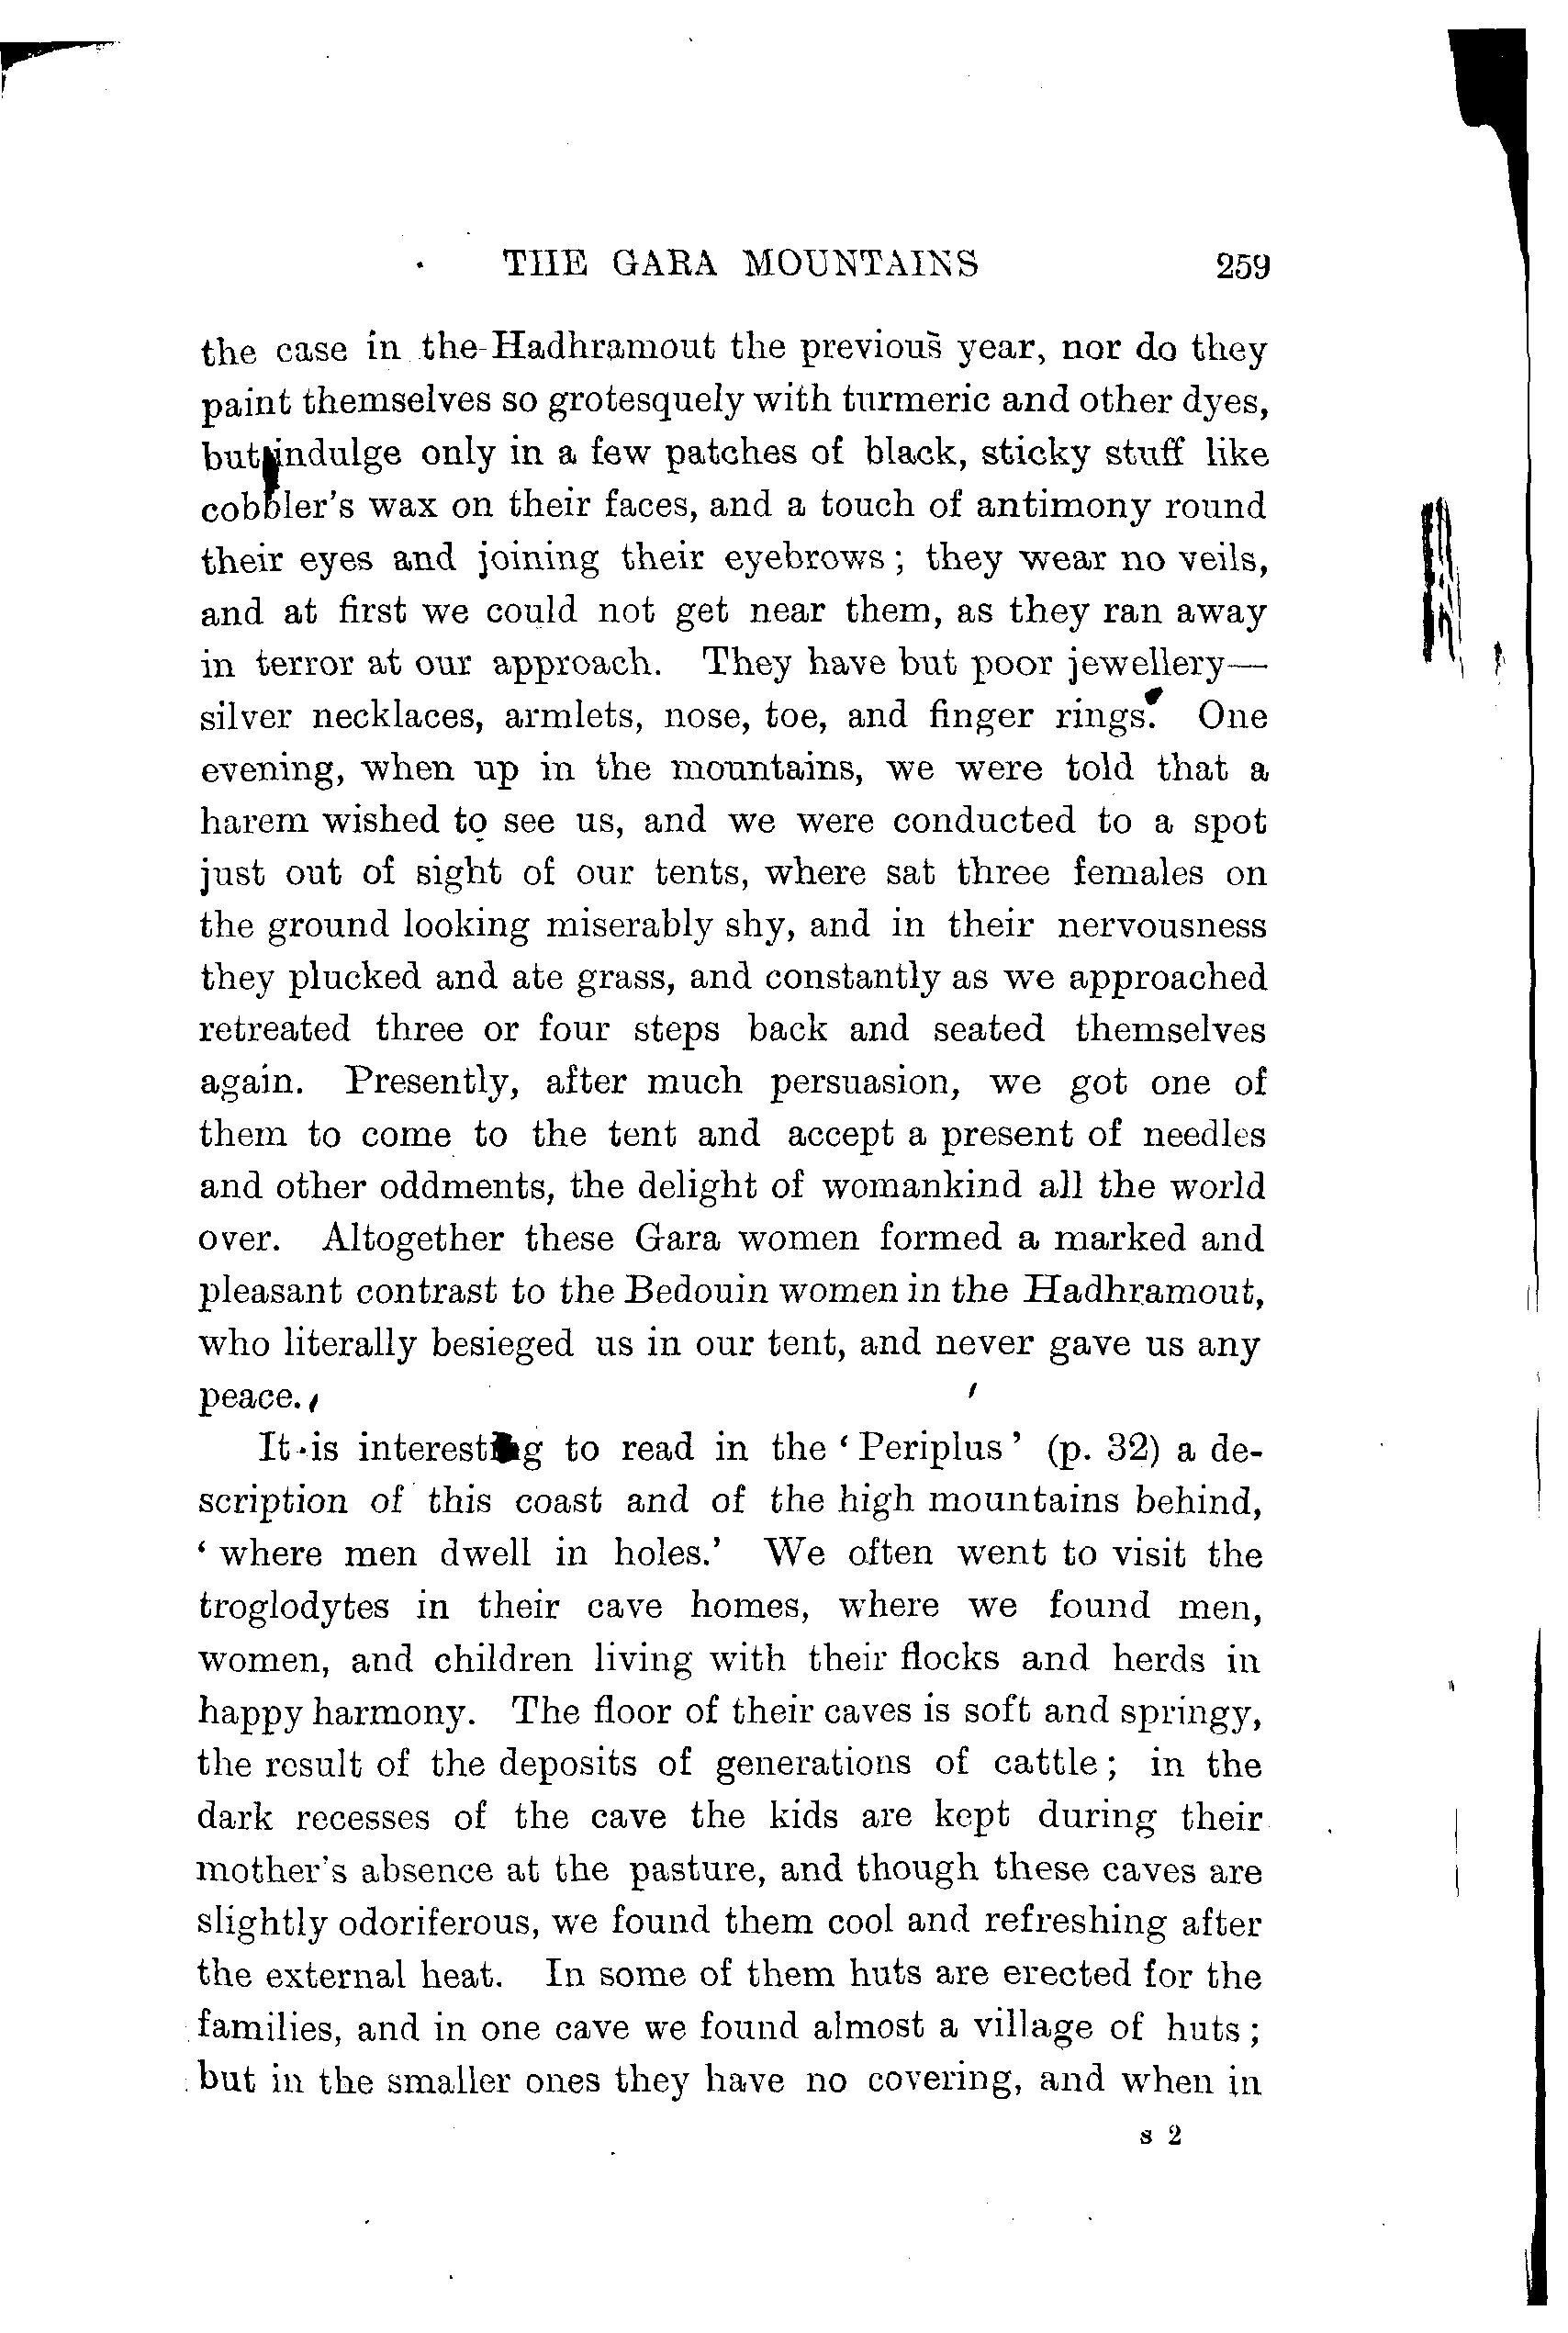 THE GARA MOUNTAINS 259
the case in the Hadhramout the previous year, nor do they
paint themselves so grotesquely with turmeric and other dyes,
but indulge only in a few patches of black, sticky stuff like
cobbler's wax on their faces, and a touch of antimony round
their eyes and joining their eyebrows; they wear no veils,
and at first we could not get near them, as they ran away
in terror at our approach. They have but poor jewellery—
silver necklaces, armlets, nose, toe, and finger rings. One
evening, when up in the mountains, we were told that a
harem wished to see us, and we were conducted to a spot
just out of sight of our tents, where sat three females on
the ground looking miserably shy, and in their nervousness
they plucked and ate grass, and constantly as we approached
retreated three or four steps back and seated themselves
again. Presently, after much persuasion, we got one of
them to come to the tent and accept a present of needles
and other oddments, the delight of womankind all the world
over. Altogether these Gara women formed a marked and
pleasant contrast to the Bedouin women in the Hadhramout,
who literally besieged us in our tent, and never gave us any
peace.
It is interesting to read in the 'Periplus' (p. 32) a de-
scription of this coast and of the high mountains behind,
'where men dwell in holes.' We often went to visit the
troglodytes in their cave homes, where we found men,
women, and children living with their flocks and herds in
happy harmony. The floor of their caves is soft and springy,
the result of the deposits of generations of cattle; in the
dark recesses of the cave the kids are kept during their
mother's absence at the pasture, and though these caves are
slightly odoriferous, we found them cool and refreshing after
the external heat. In some of them huts are erected for the
families, and in one cave we found almost a village of huts;
but in the smaller ones they have no covering, and when in
s 2